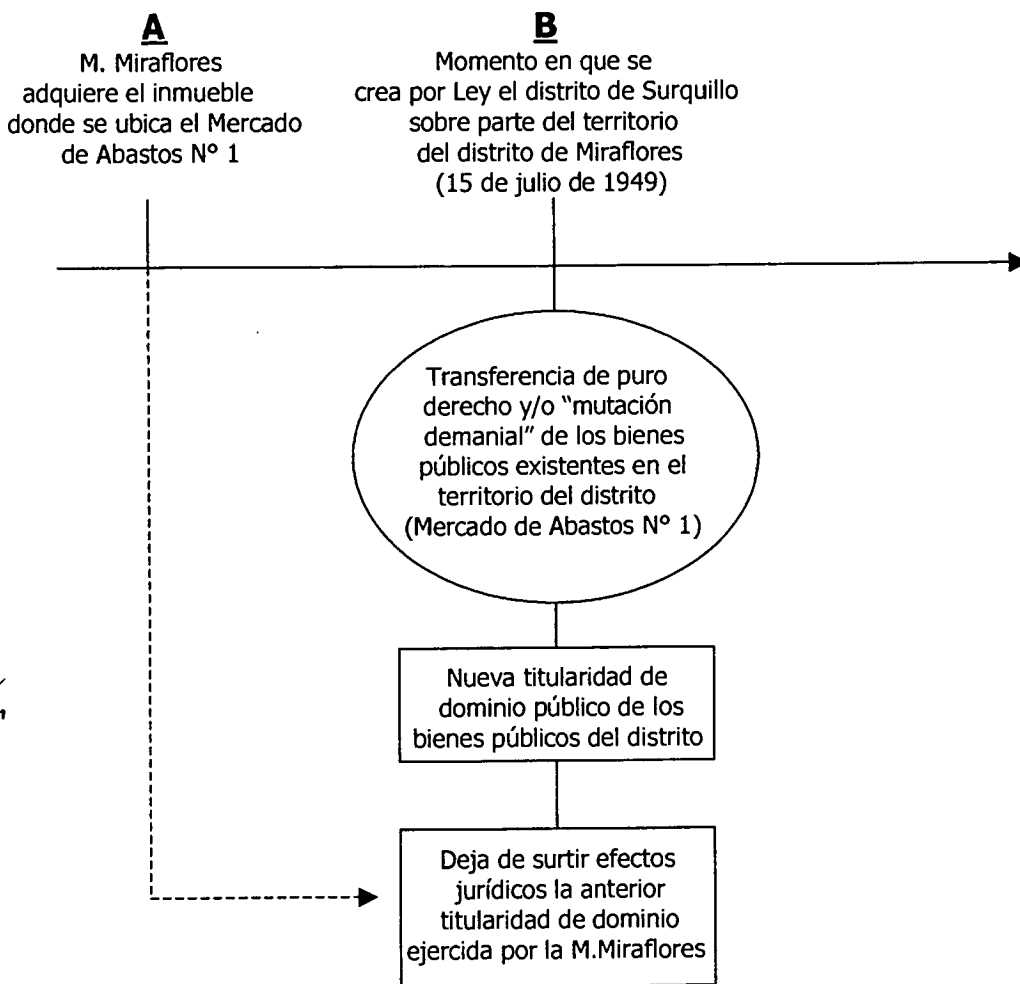 A
M. Miraflores
adquiere el inmueble
donde se ubica el Mercado
de Abastos Nº 1
B
Momento en que se
crea por Ley el distrito de Surquillo
sobre parte del territorio
del distrito de Miraflores
(15 de julio de 1949)
Transferencia de puro
derecho y/o “mutación
demanial” de los bienes
públicos existentes en el
territorio del distrito
(Mercado de Abastos Nº 1)
Nueva titularidad de
dominio público de los
bienes públicos del distrito
Deja de surtir efectos
jurídicos la anterior
titularidad de dominio
ejercida por la M.Miraflores